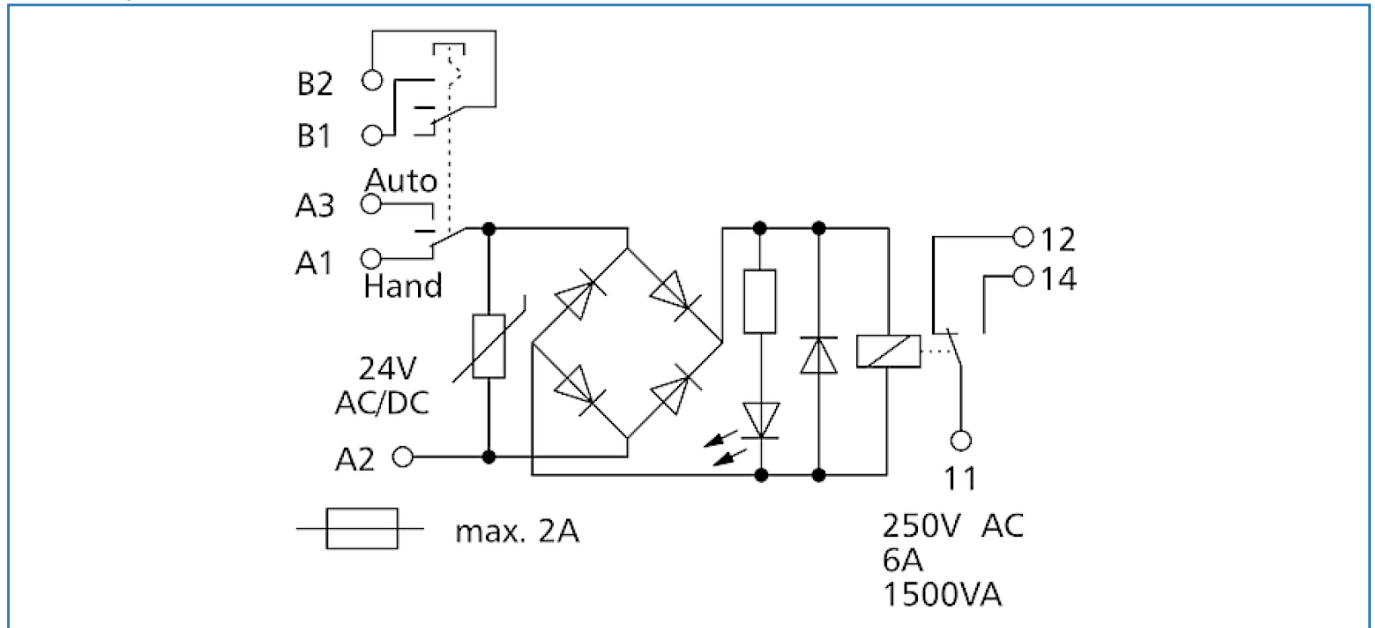 B2
B1
Auto
A3
A1
Hand
12
14
24V
AC/DC
A2
11
max. 2A
250V AC
6A
1500VA